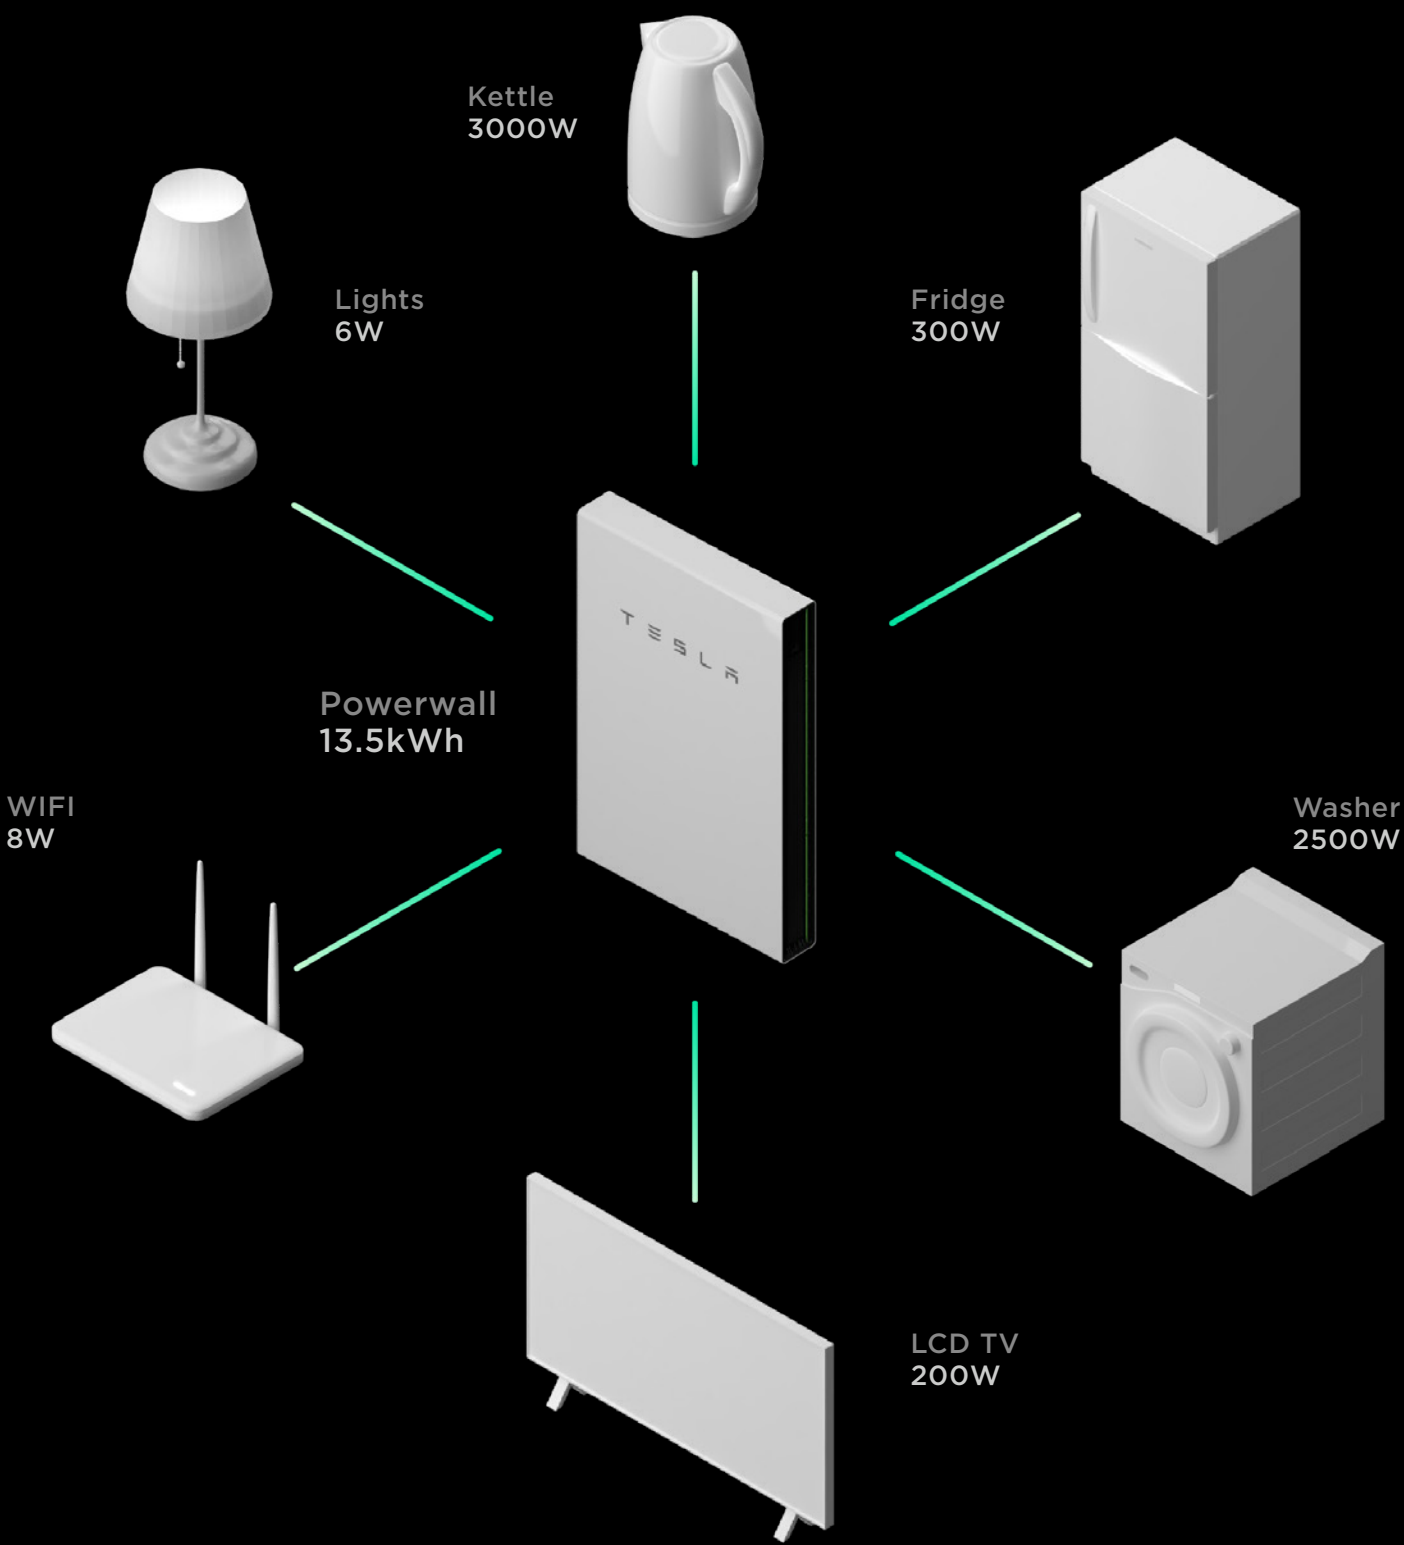 Kettle
3000W
Lights
6W
Fridge
300W
TESLA
Powerwall
13.5kWh
WIFI
8W
Washer
2500W
LCD TV
200W